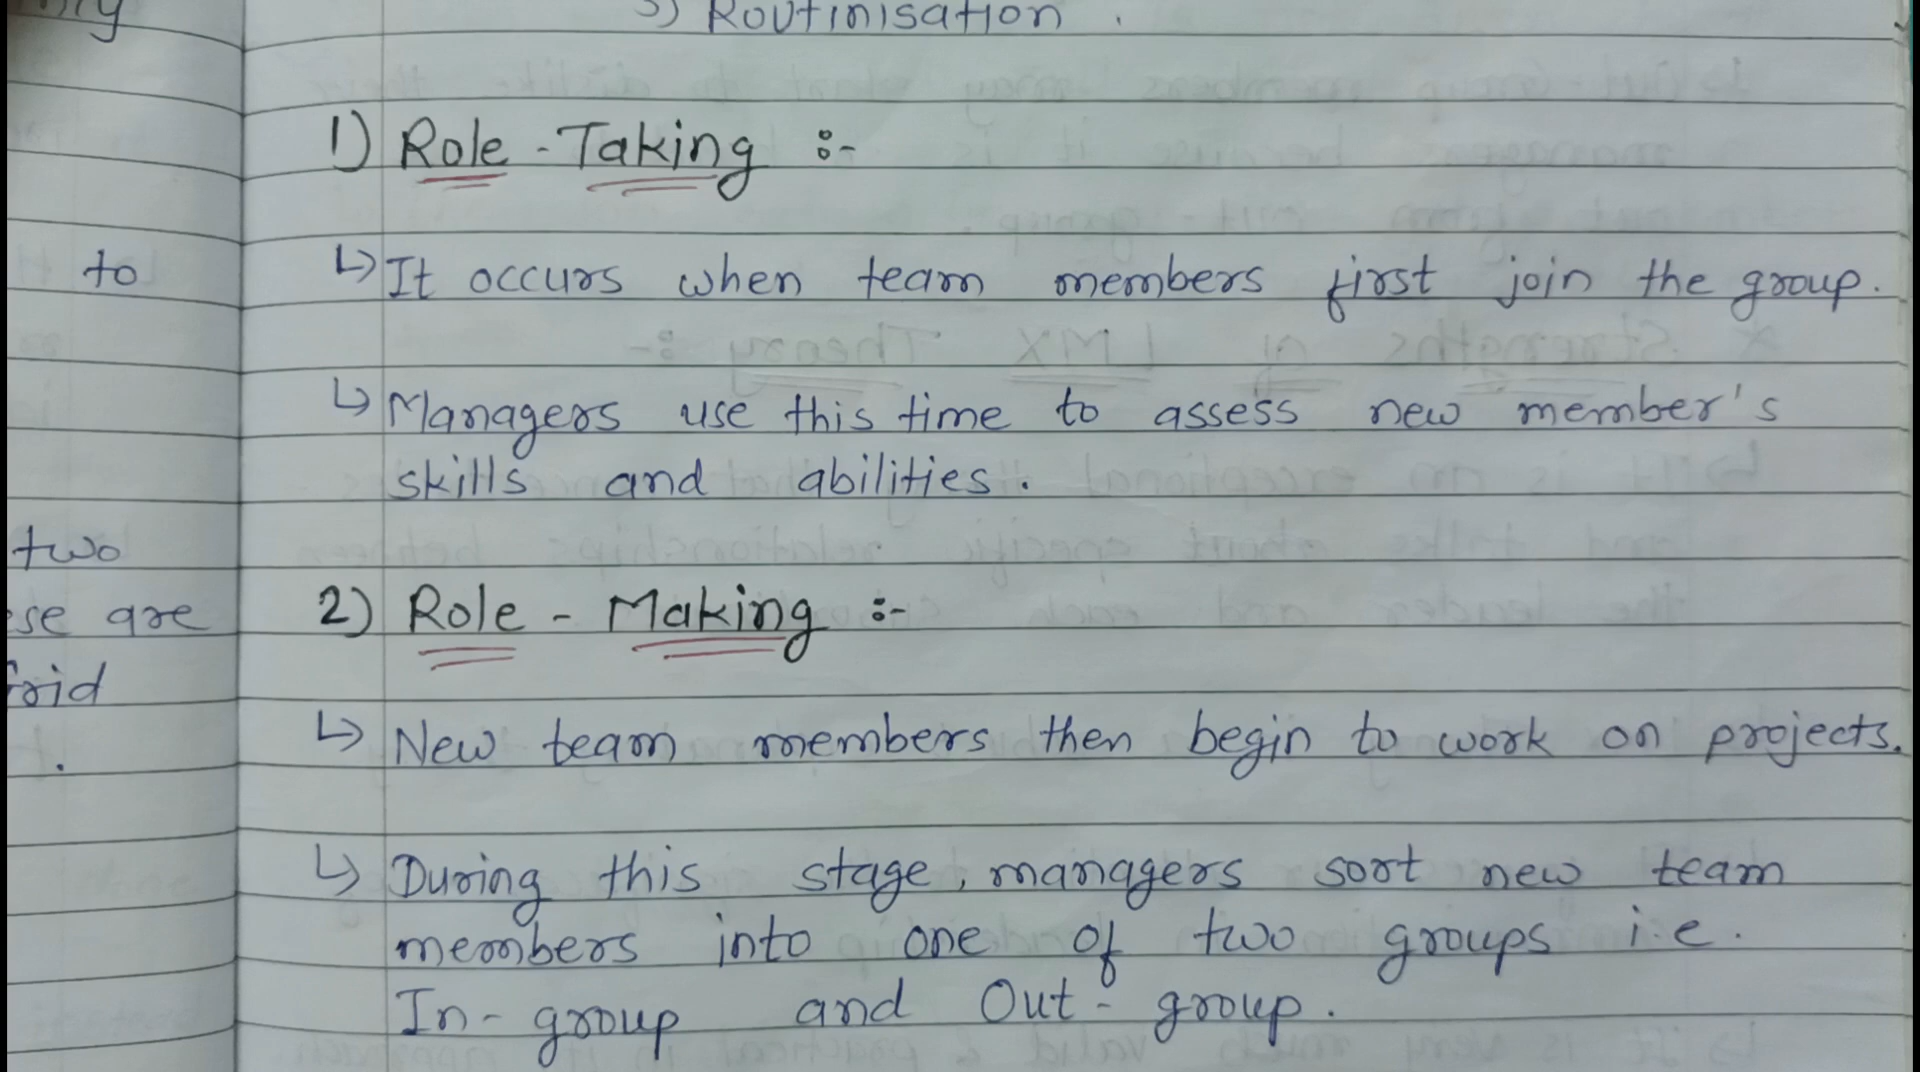 3) Routinisation.
1) Role - Taking :-
↳ It occurs when team members first join the group.
↳ Managers use this time to assess new member's
skills and abilities.
2) Role - Making :-
↳ New team members then begin to work on projects.
↳ During this stage, managers sort new team
members into one of two groups i.e.
In- group and Out- group.
to
two
are
.